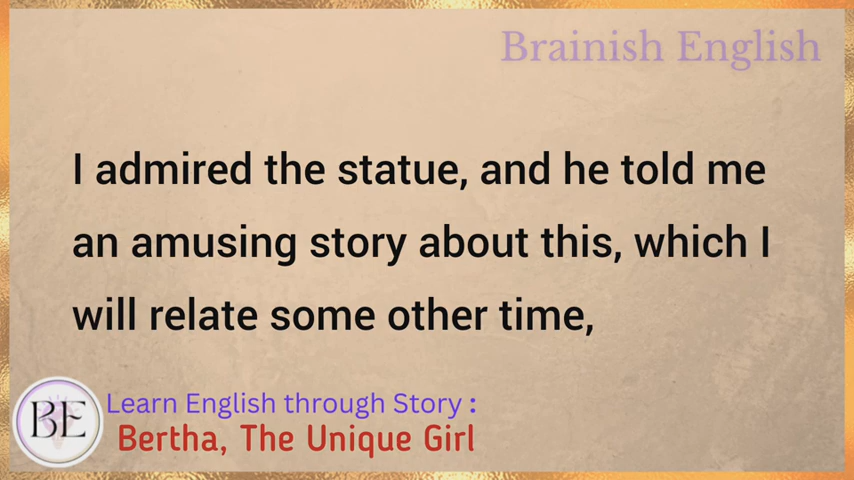 Brainish English
I admired the statue, and he told me
an amusing story about this, which I
will relate some other time,
BE
Learn English through Story :
Bertha, The Unique Girl